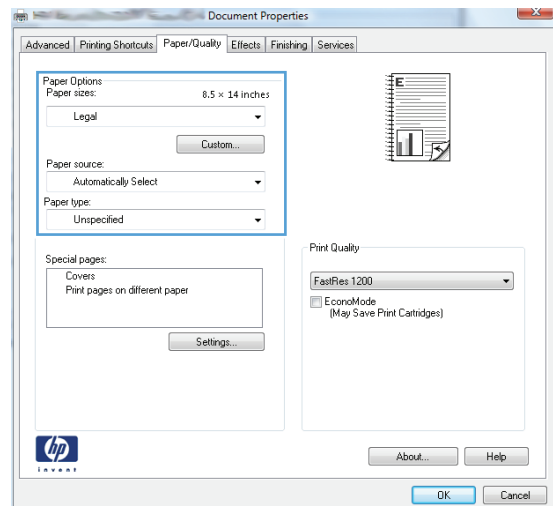 Document Properties
Advanced Printing Shortcuts Paper/Quality Effects Finishing Services
Paper Options
Paper sizes: 8.5 × 14 inches
Legal
Custom...
Paper source:
Automatically Select
Paper type:
Unspecified
Special pages:
Covers
Print pages on different paper
Settings...
E
Print Quality
FastRes 1200
EconoMode
(May Save Print Cartridges)
hp
invent
About... Help
OK Cancel